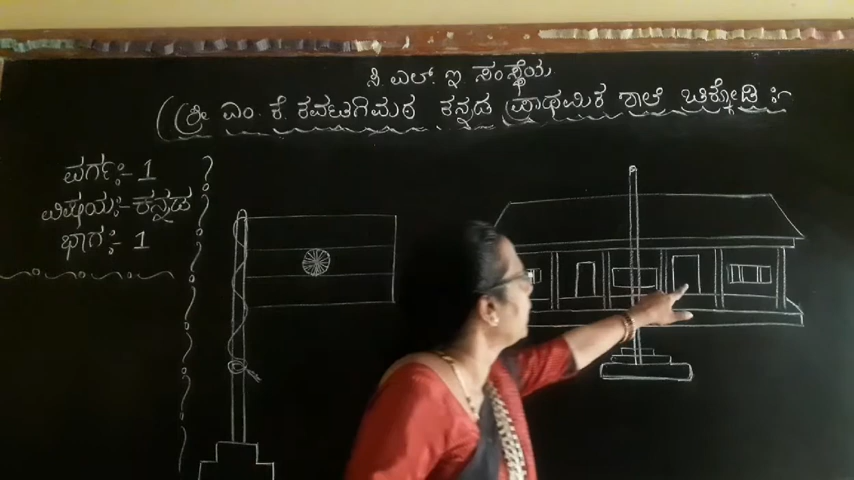 ಸಿ ಎಲ್. ಇ ಸಂಸ್ಥೆಯ
ಶ್ರೀ ಎಂ. ಕೆ. ಕವಟಗಿಮಠ ಕನ್ನಡ ಪ್ರಾಥಮಿಕ ಶಾಲೆ ಚಿಕ್ಕೋಡಿ :-
ವರ್ಗ:- 1
ವಿಷಯ:- ಕನ್ನಡ
ಭಾಗ:- 1